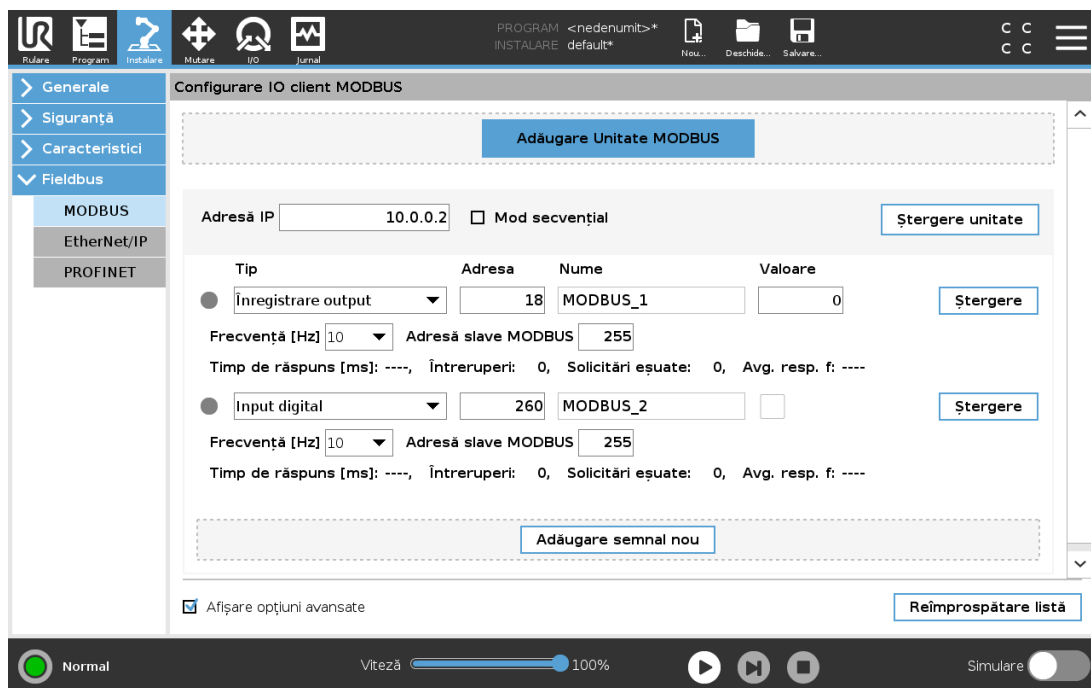 PROGRAM <nedenumit>*
INSTALARE default*
C C
C C
Rulare Program Instalare Mutare I/O Jurnal Nou... Deschide... Salvare...
Generale
Siguranță
Caracteristici
Fieldbus
MODBUS
EtherNet/IP
PROFINET
Configurare IO client MODBUS
Adăugare Unitate MODBUS
Adresă IP 10.0.0.2 Mod secvențial Ștergere unitate
Tip Adresa Nume Valoare
Înregistrare output 18 MODBUS_1 0 Ștergere
Frecvență [Hz] 10 Adresă slave MODBUS 255
Timp de răspuns [ms]: ----, Întreruperi: 0, Solicitări eșuate: 0, Avg. resp. f: ----
Input digital 260 MODBUS_2 Ștergere
Frecvență [Hz] 10 Adresă slave MODBUS 255
Timp de răspuns [ms]: ----, Întreruperi: 0, Solicitări eșuate: 0, Avg. resp. f: ----
Adăugare semnal nou
Afișare opțiuni avansate Reîmprospătare listă
Normal Viteză 100% Simulare